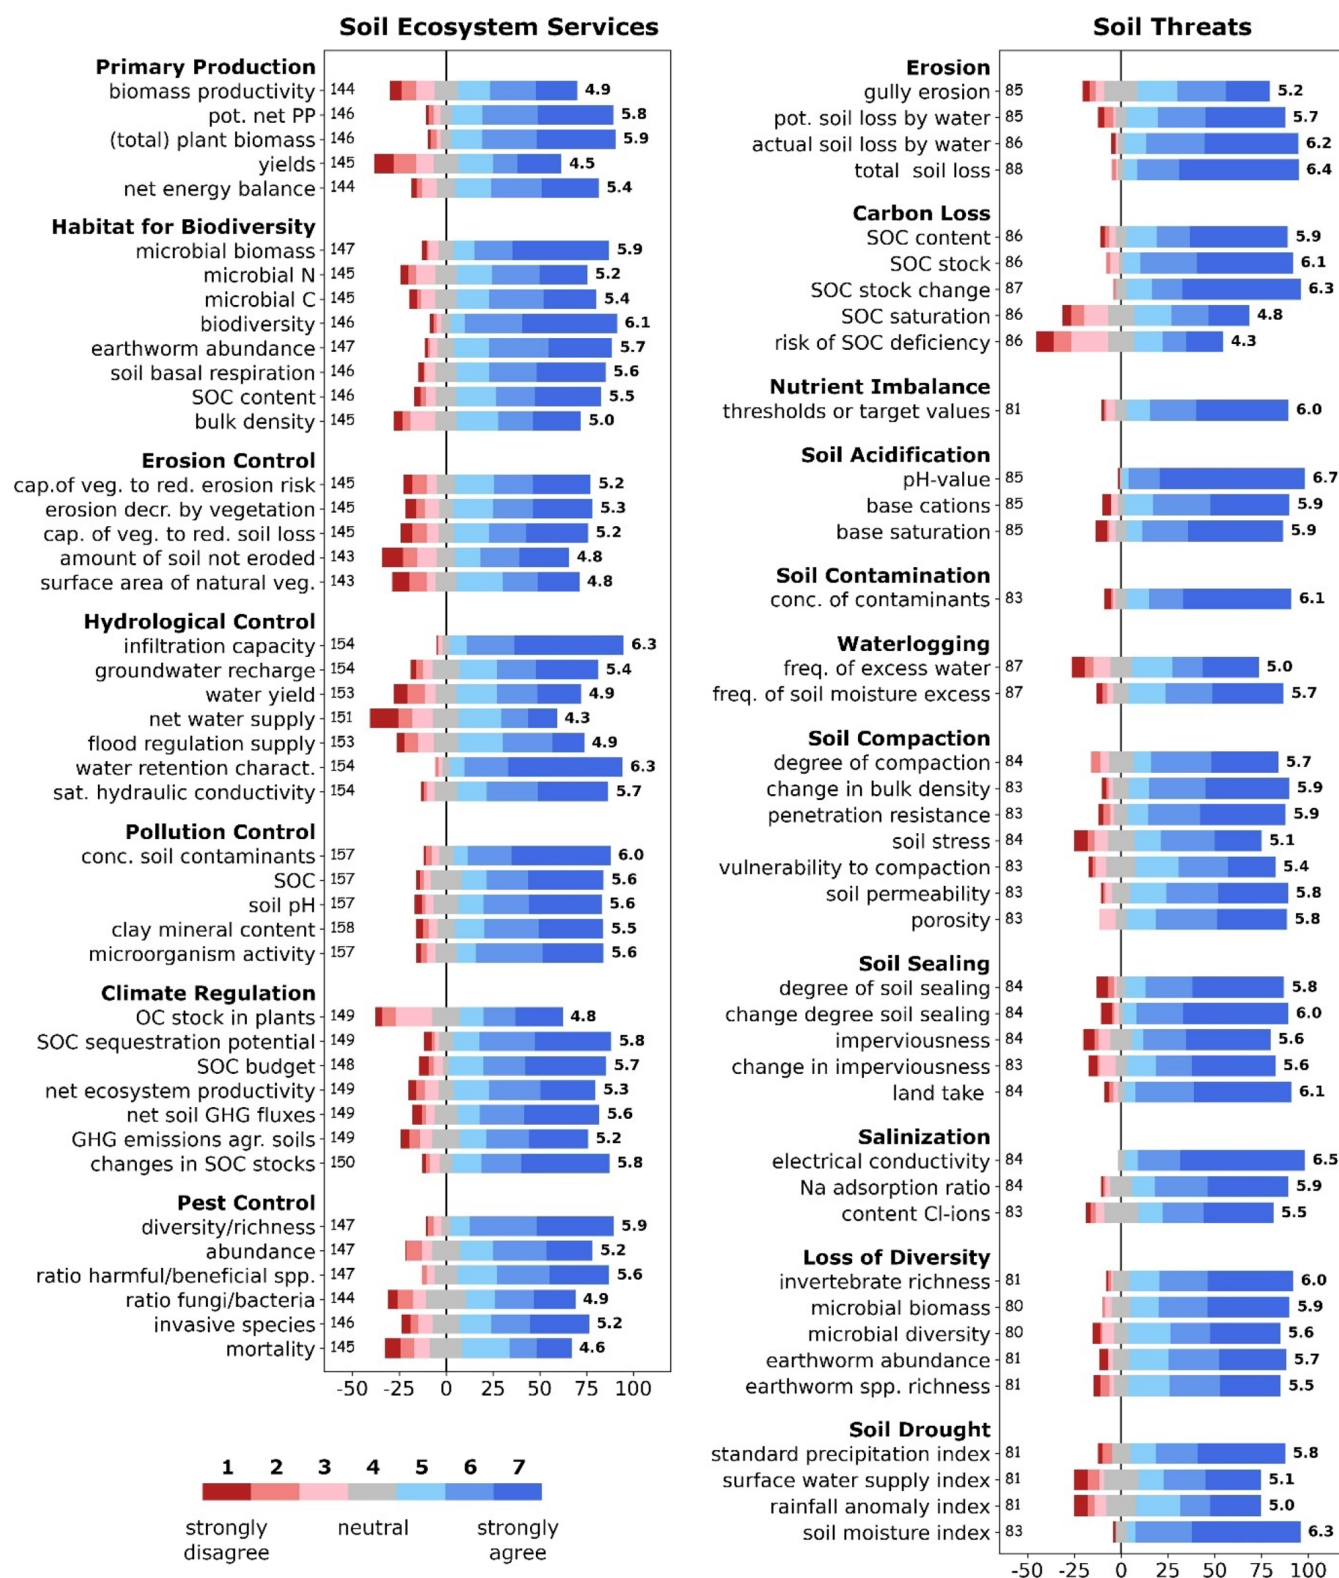 Soil Ecosystem Services
Primary Production
biomass productivity 144 4.9
pot. net PP 146 5.8
(total) plant biomass 146 5.9
yields 145 4.5
net energy balance 144 5.4
Habitat for Biodiversity
microbial biomass 147 5.9
microbial N 145 5.2
microbial C 145 5.4
biodiversity 146 6.1
earthworm abundance 147 5.7
soil basal respiration 146 5.6
SOC content 146 5.5
bulk density 145 5.0
Erosion Control
cap.of veg. to red. erosion risk 145 5.2
erosion decr. by vegetation 145 5.3
cap. of veg. to red. soil loss 145 5.2
amount of soil not eroded 143 4.8
surface area of natural veg. 143 4.8
Hydrological Control
infiltration capacity 154 6.3
groundwater recharge 154 5.4
water yield 153 4.9
net water supply 151 4.3
flood regulation supply 153 4.9
water retention charact. 154 6.3
sat. hydraulic conductivity 154 5.7
Pollution Control
conc. soil contaminants 157 6.0
SOC 157 5.6
soil pH 157 5.6
clay mineral content 158 5.5
microorganism activity 157 5.6
Climate Regulation
OC stock in plants 149 4.8
SOC sequestration potential 149 5.8
SOC budget 148 5.7
net ecosystem productivity 149 5.3
net soil GHG fluxes 149 5.6
GHG emissions agr. soils 149 5.2
changes in SOC stocks 150 5.8
Pest Control
diversity/richness 147 5.9
abundance 147 5.2
ratio harmful/beneficial spp. 147 5.6
ratio fungi/bacteria 144 4.9
invasive species 146 5.2
mortality 145 4.6
-50 -25 0 25 50 75 100
1 2 3 4 5 6 7
strongly disagree neutral strongly agree
Soil Threats
Erosion
gully erosion 85 5.2
pot. soil loss by water 85 5.7
actual soil loss by water 86 6.2
total soil loss 88 6.4
Carbon Loss
SOC content 86 5.9
SOC stock 86 6.1
SOC stock change 87 6.3
SOC saturation 86 4.8
risk of SOC deficiency 86 4.3
Nutrient Imbalance
thresholds or target values 81 6.0
Soil Acidification
pH-value 85 6.7
base cations 85 5.9
base saturation 85 5.9
Soil Contamination
conc. of contaminants 83 6.1
Waterlogging
freq. of excess water 87 5.0
freq. of soil moisture excess 87 5.7
Soil Compaction
degree of compaction 84 5.7
change in bulk density 83 5.9
penetration resistance 83 5.9
soil stress 84 5.1
vulnerability to compaction 83 5.4
soil permeability 83 5.8
porosity 83 5.8
Soil Sealing
degree of soil sealing 84 5.8
change degree soil sealing 84 6.0
imperviousness 84 5.6
change in imperviousness 83 5.6
land take 84 6.1
Salinization
electrical conductivity 84 6.5
Na adsorption ratio 84 5.9
content Cl-ions 83 5.5
Loss of Diversity
invertebrate richness 81 6.0
microbial biomass 80 5.9
microbial diversity 80 5.6
earthworm abundance 81 5.7
earthworm spp. richness 81 5.5
Soil Drought
standard precipitation index 81 5.8
surface water supply index 81 5.1
rainfall anomaly index 81 5.0
soil moisture index 83 6.3
-50 -25 0 25 50 75 100